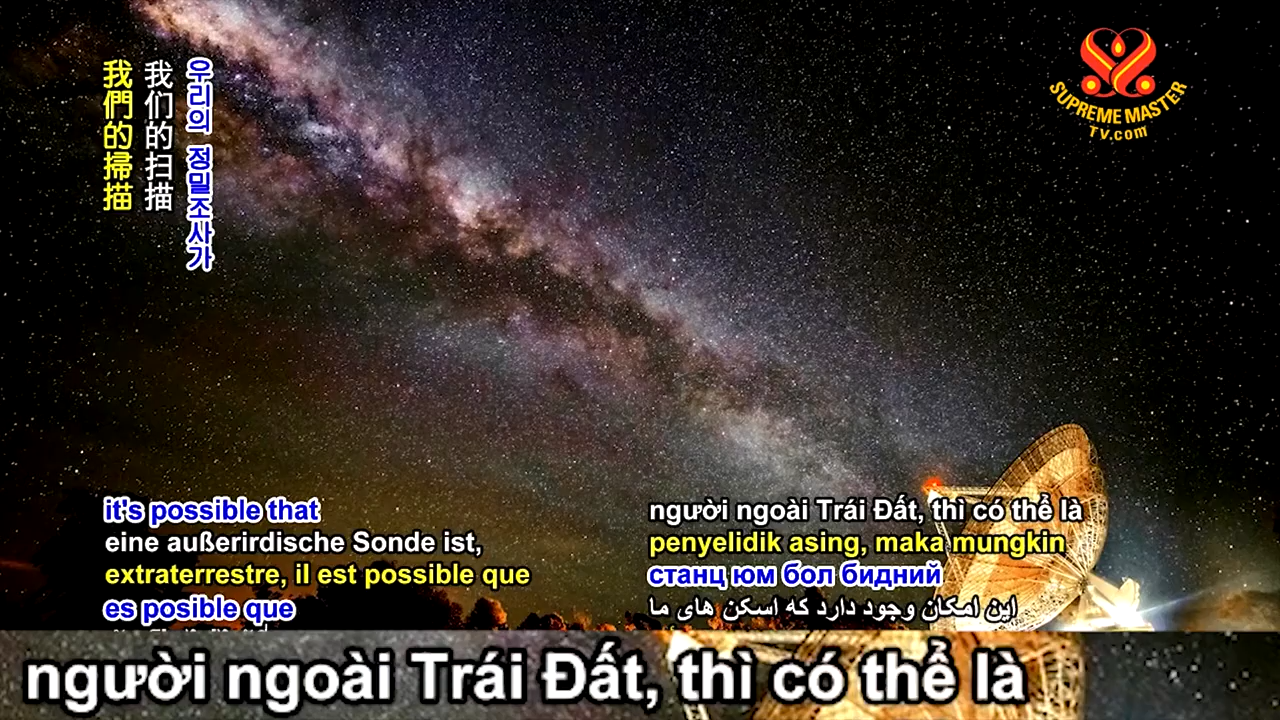 我們的掃描
我们的扫描
우리의 정밀조사가
SUPREME MASTER
TV.com
it's possible that
eine außerirdische Sonde ist,
extraterrestre, il est possible que
es posible que
người ngoài Trái Đất, thì có thể là
penyelidik asing, maka mungkin
станц юм бол бидний
این امکان وجود دارد که اسکن های ما
người ngoài Trái Đất, thì có thể là